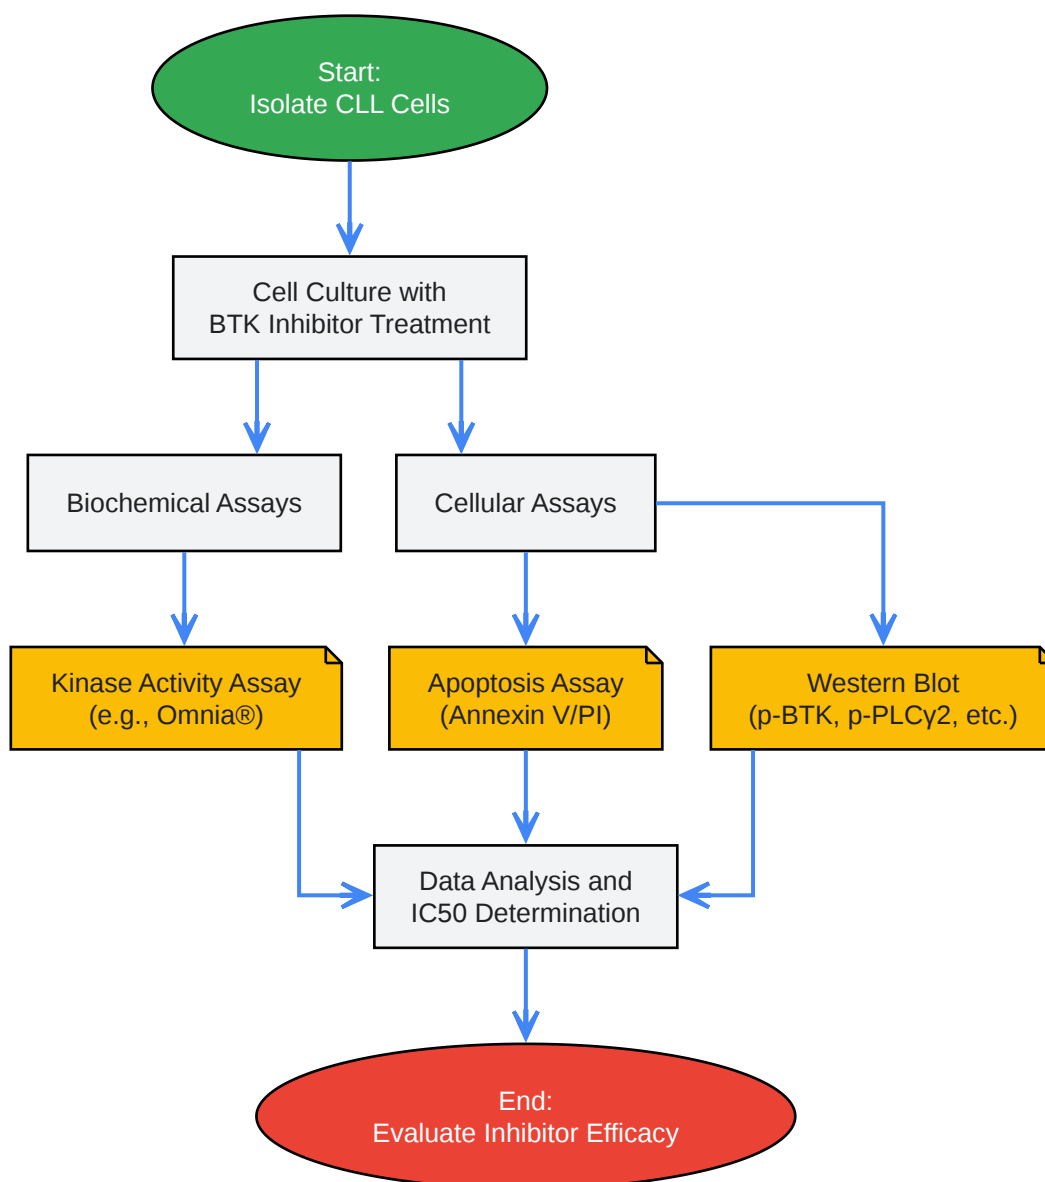 Start:
Isolate CLL Cells
Cell Culture with
BTK Inhibitor Treatment
Biochemical Assays
Cellular Assays
Kinase Activity Assay
(e.g., Omnia®)
Apoptosis Assay
(Annexin V/PI)
Western Blot
(p-BTK, p-PLCγ2, etc.)
Data Analysis and
IC50 Determination
End:
Evaluate Inhibitor Efficacy